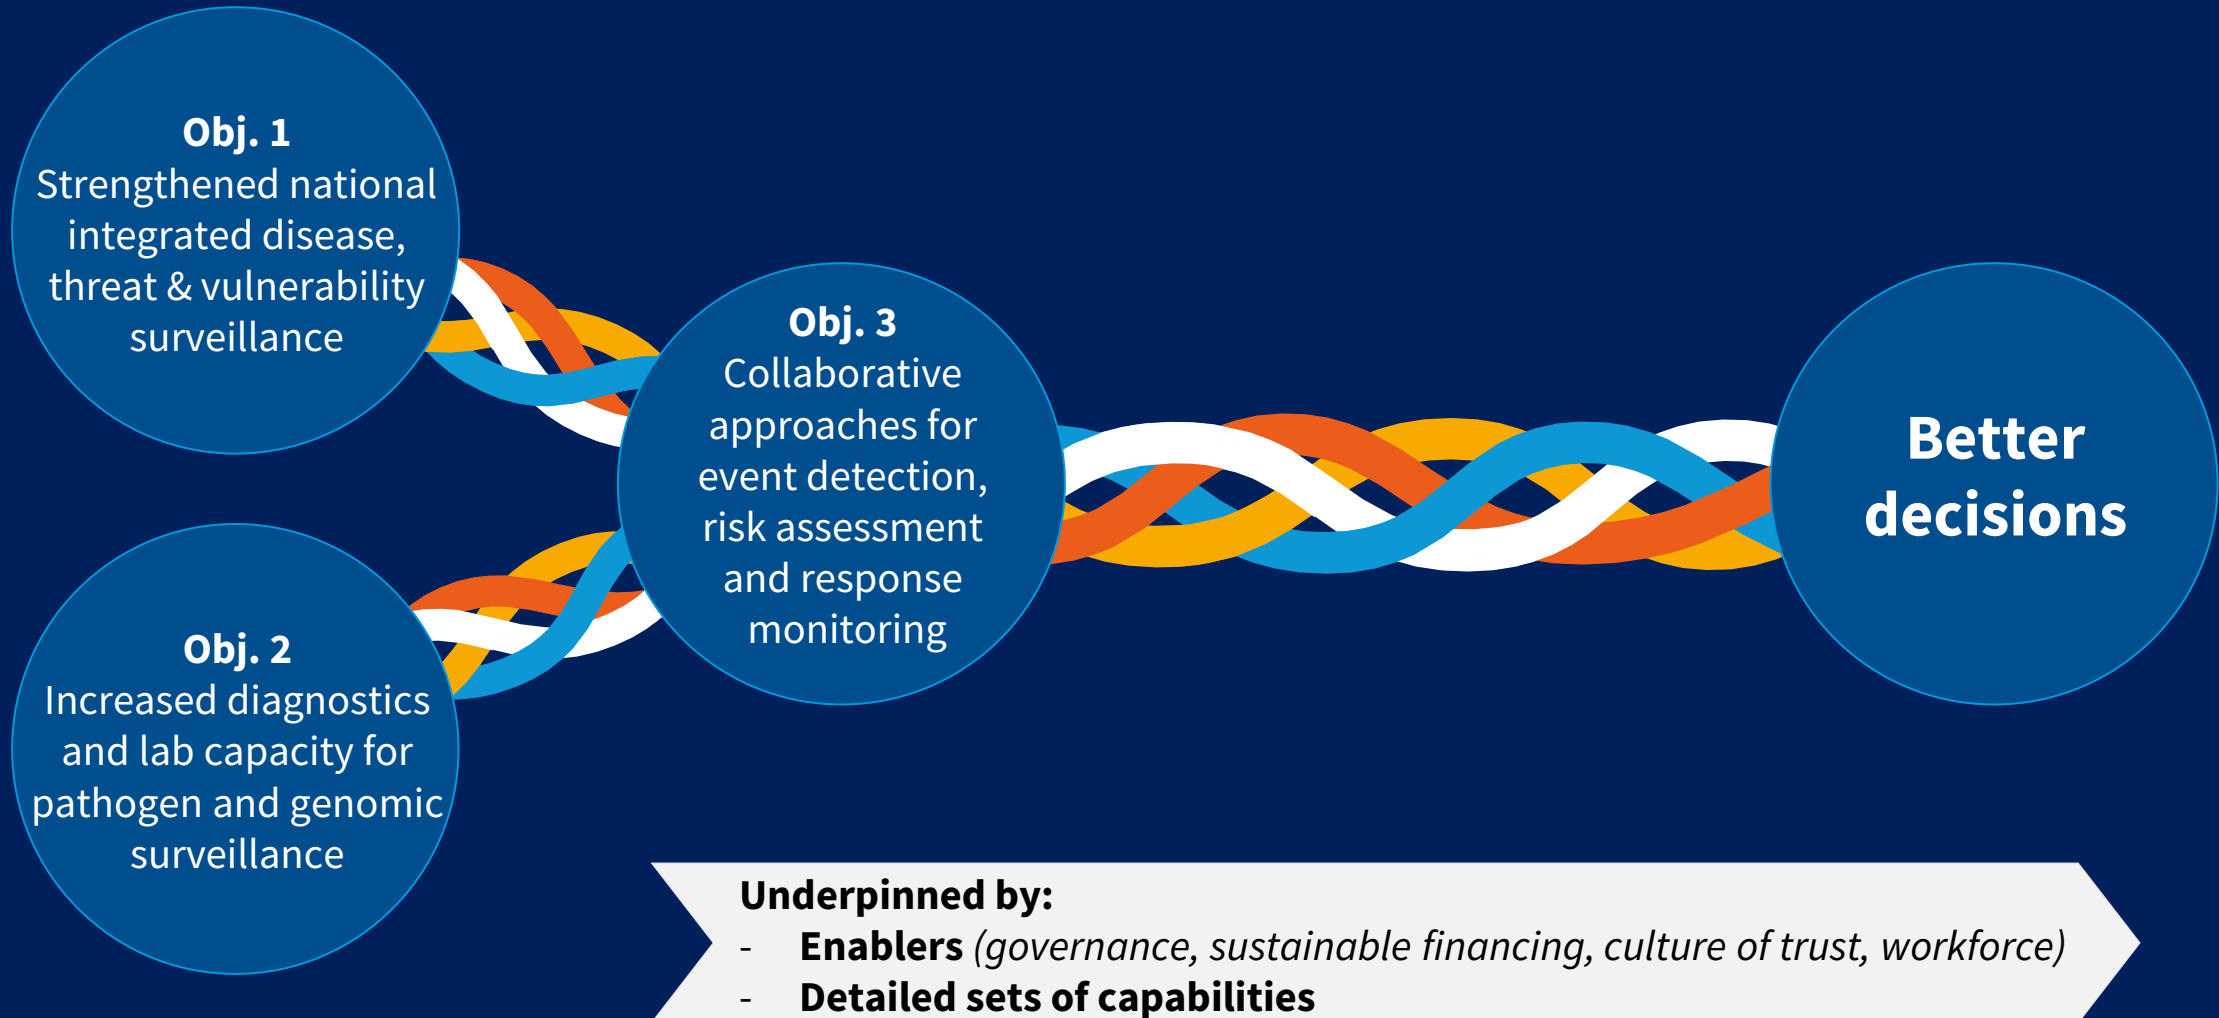 Obj. 1
Strengthened national
integrated disease,
threat & vulnerability
surveillance
Obj. 2
Increased diagnostics
and lab capacity for
pathogen and genomic
surveillance
Obj. 3
Collaborative
approaches for
event detection,
risk assessment
and response
monitoring
Better
decisions
Underpinned by:
- Enablers (governance, sustainable financing, culture of trust, workforce)
- Detailed sets of capabilities